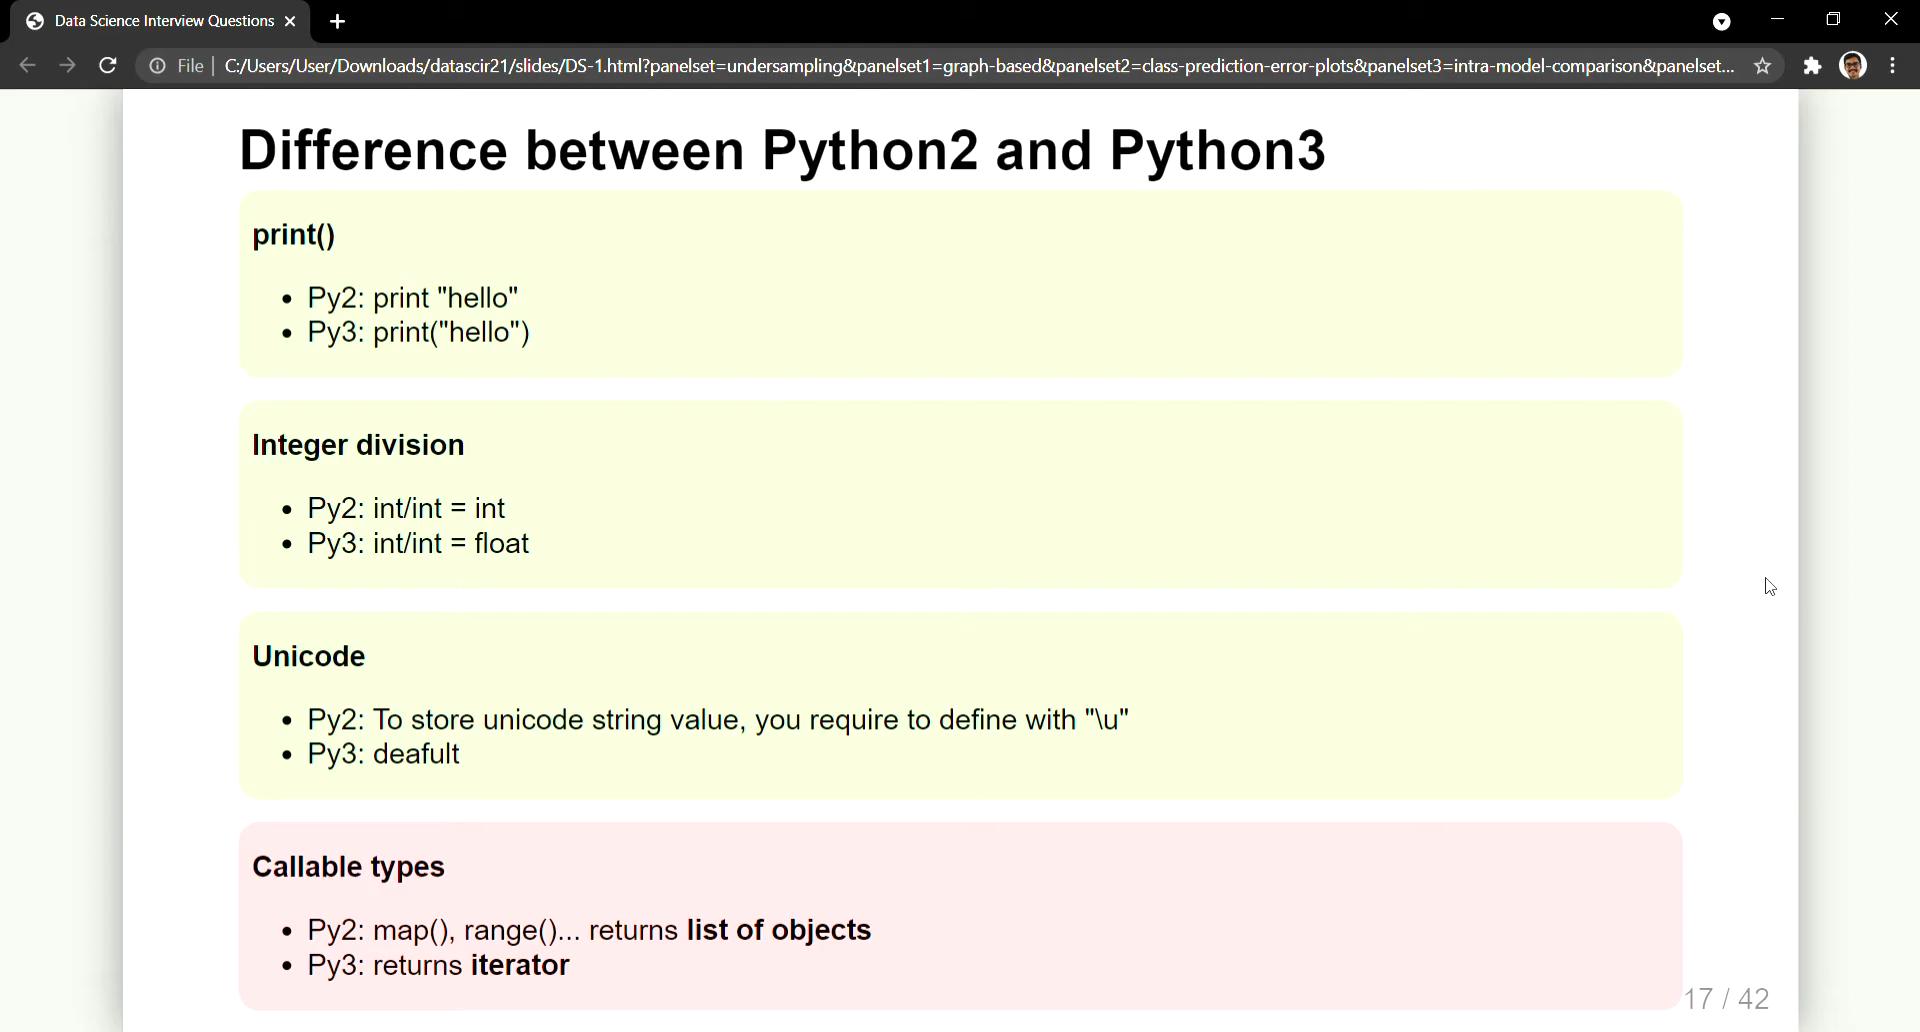 Data Science Interview Questions
File | C:/Users/User/Downloads/datascir21/slides/DS-1.html?panelset=undersampling&panelset1=graph-based&panelset2=class-prediction-error-plots&panelset3=intra-model-comparison&panelset...
Difference between Python2 and Python3
print()
• Py2: print "hello"
• Py3: print("hello")
Integer division
• Py2: int/int = int
• Py3: int/int = float
Unicode
• Py2: To store unicode string value, you require to define with "\u"
• Py3: deafult
Callable types
• Py2: map(), range()... returns list of objects
• Py3: returns iterator
17 / 42